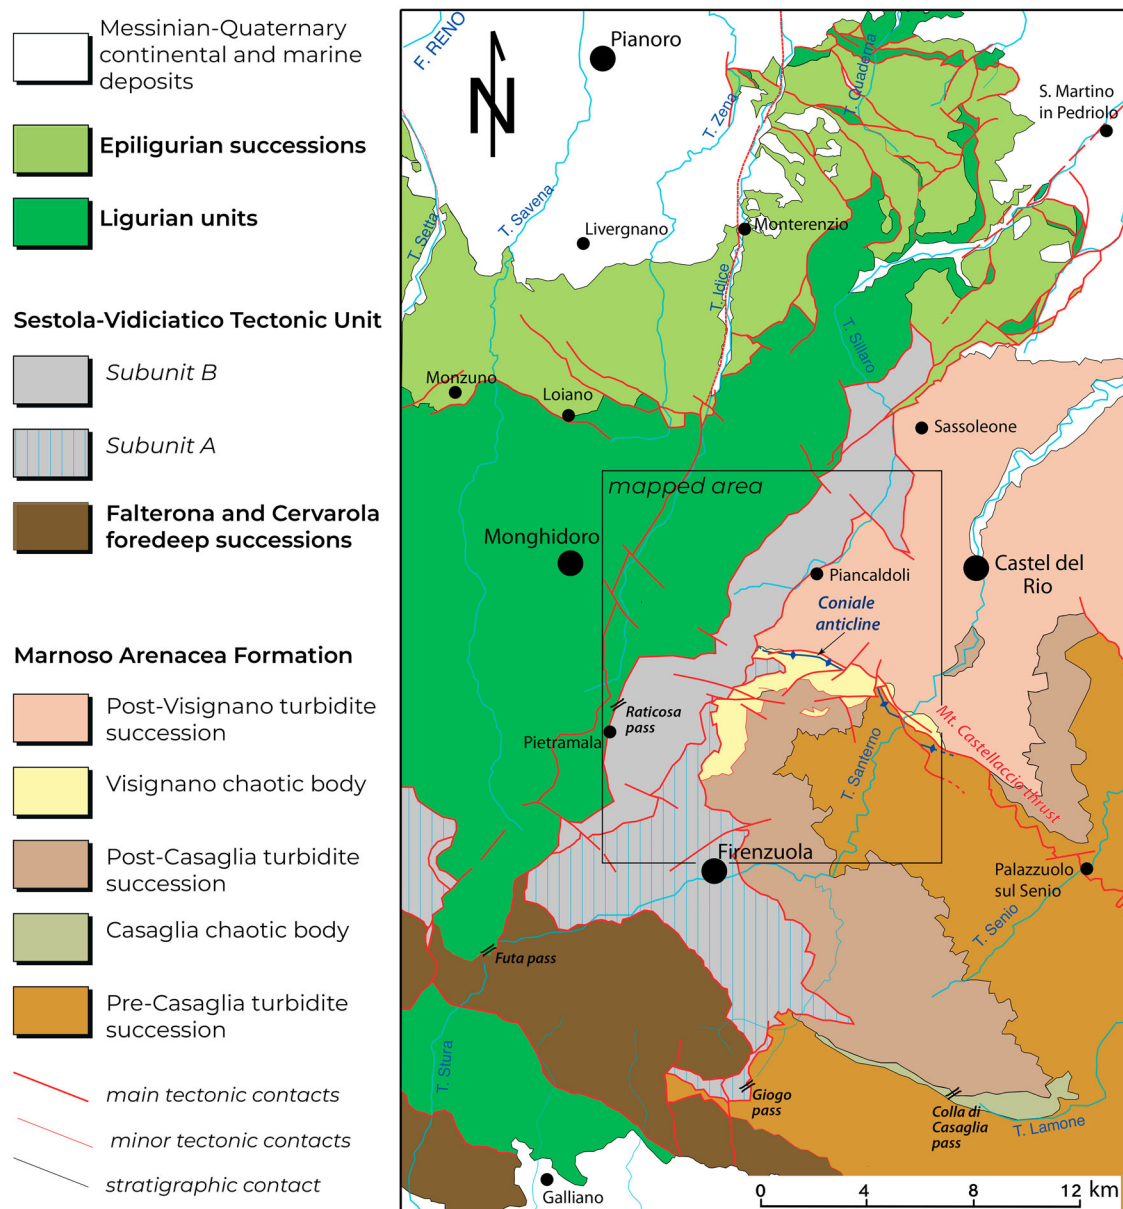 Messinian-Quaternary
continental and marine
deposits
Epiligurian successions
Ligurian units
Sestola-Vidiciatico Tectonic Unit
Subunit B
Subunit A
Falterona and Cervarola
foredeep successions
Marnoso Arenacea Formation
Post-Visignano turbidite
succession
Visignano chaotic body
Post-Casaglia turbidite
succession
Casaglia chaotic body
Pre-Casaglia turbidite
succession
main tectonic contacts
minor tectonic contacts
stratigraphic contact
F. RENO
Pianoro
N
T. Zena
T. Quaderna
S. Martino
in Pedriolo
T. Setta
T. Savena
Livergnano
Monterenzio
T. Idice
T. Sillaro
Monzuno
Loiano
Sassoleone
mapped area
Monghidoro
Piancaldoli
Castel del
Rio
Coniale
anticline
Raticosa
pass
Pietramala
T. Santerno
Mt. Castellaccio thrust
Firenzuola
Palazzuolo
sul Senio
T. Senio
Futa pass
T. Stura
Giogo
pass
Colla di
Casaglia
pass
T. Lamone
Galliano
0 4 8 12 km